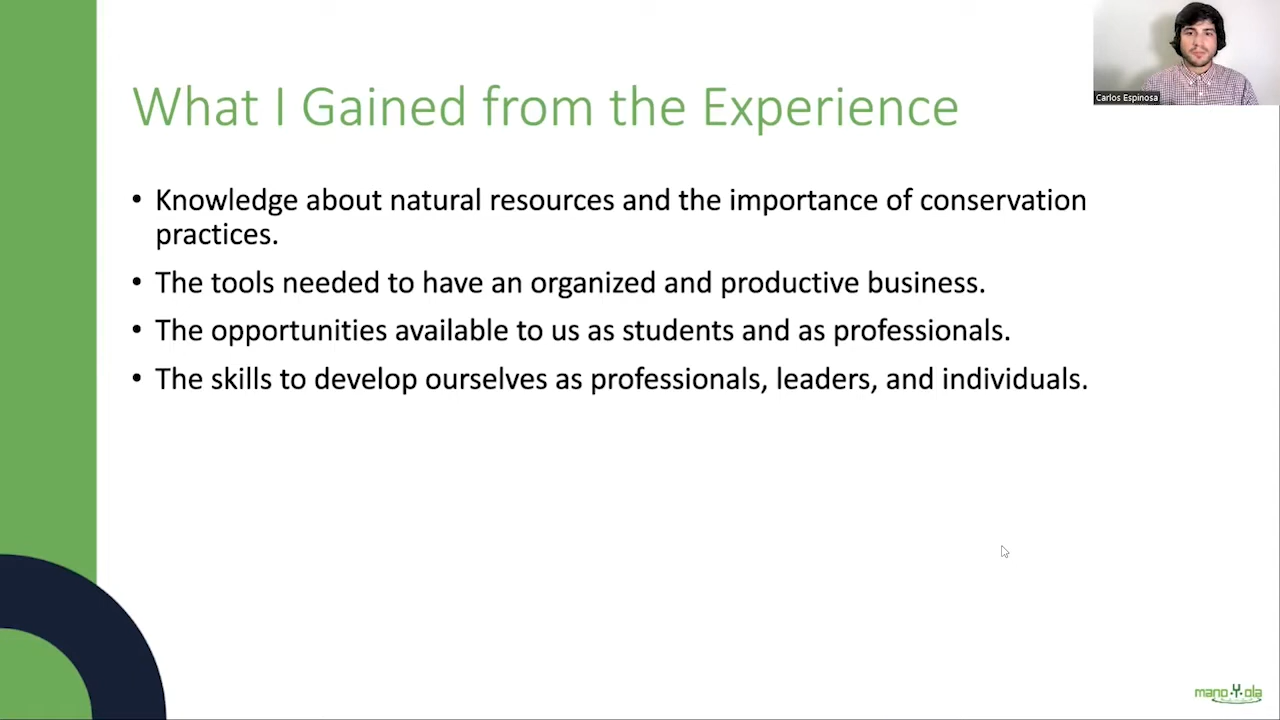 What I Gained from the Experience
Carlos Espinosa
• Knowledge about natural resources and the importance of conservation
practices.
• The tools needed to have an organized and productive business.
• The opportunities available to us as students and as professionals.
• The skills to develop ourselves as professionals, leaders, and individuals.
mano-Y-ola